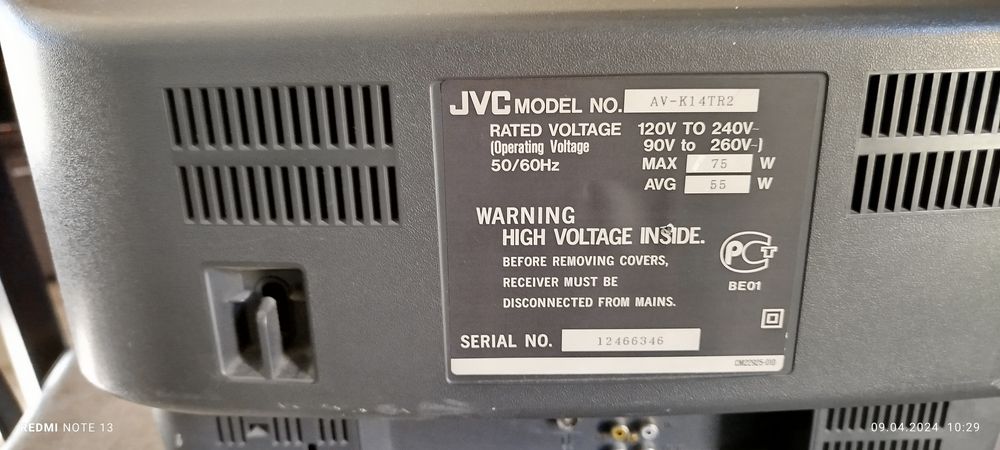 JVC MODEL NO. AV-K14TR2
RATED VOLTAGE 120V TO 240V~
(Operating Voltage 90V to 260V~)
50/60Hz MAX 75 W
AVG 55 W
WARNING
HIGH VOLTAGE INSIDE.
BEFORE REMOVING COVERS,
RECEIVER MUST BE
DISCONNECTED FROM MAINS.
РСТ
BE01
SERIAL NO. 12466346
REDMI NOTE 13
09.04.2024 10:29